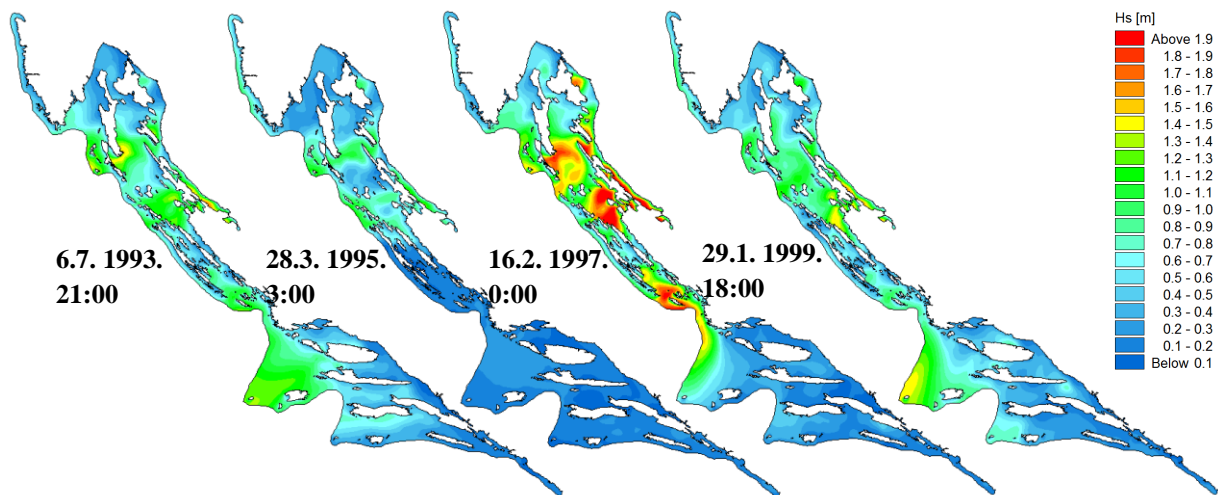 6.7. 1993.
21:00
28.3. 1995.
3:00
16.2. 1997.
0:00
29.1. 1999.
18:00
Hs [m]
Above 1.9
1.8 - 1.9
1.7 - 1.8
1.6 - 1.7
1.5 - 1.6
1.4 - 1.5
1.3 - 1.4
1.2 - 1.3
1.1 - 1.2
1.0 - 1.1
0.9 - 1.0
0.8 - 0.9
0.7 - 0.8
0.6 - 0.7
0.5 - 0.6
0.4 - 0.5
0.3 - 0.4
0.2 - 0.3
0.1 - 0.2
Below 0.1